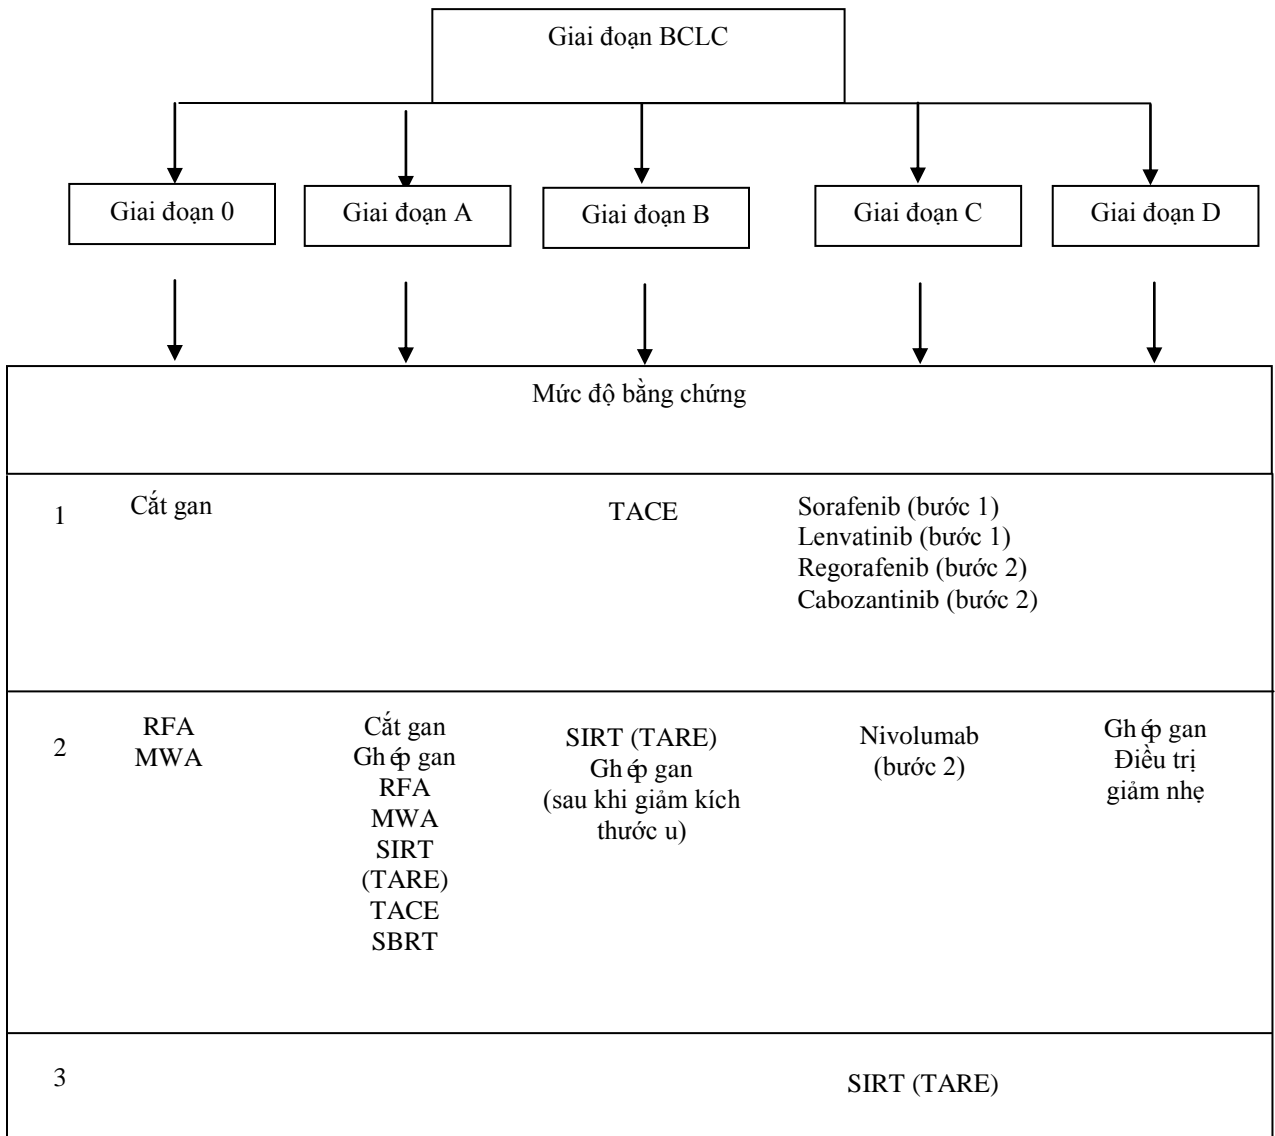 Giai đoạn BCLC
Giai đoạn 0
Giai đoạn A
Giai đoạn B
Giai đoạn C
Giai đoạn D
Mức độ bằng chứng
1
Cắt gan
TACE
Sorafenib (bước 1)
Lenvatinib (bước 1)
Regorafenib (bước 2)
Cabozantinib (bước 2)
2
RFA
MWA
Cắt gan
Ghép gan
RFA
MWA
SIRT
(TARE)
TACE
SBRT
SIRT (TARE)
Ghép gan
(sau khi giảm kích
thước u)
Nivolumab
(bước 2)
Ghép gan
Điều trị
giảm nhẹ
3
SIRT (TARE)